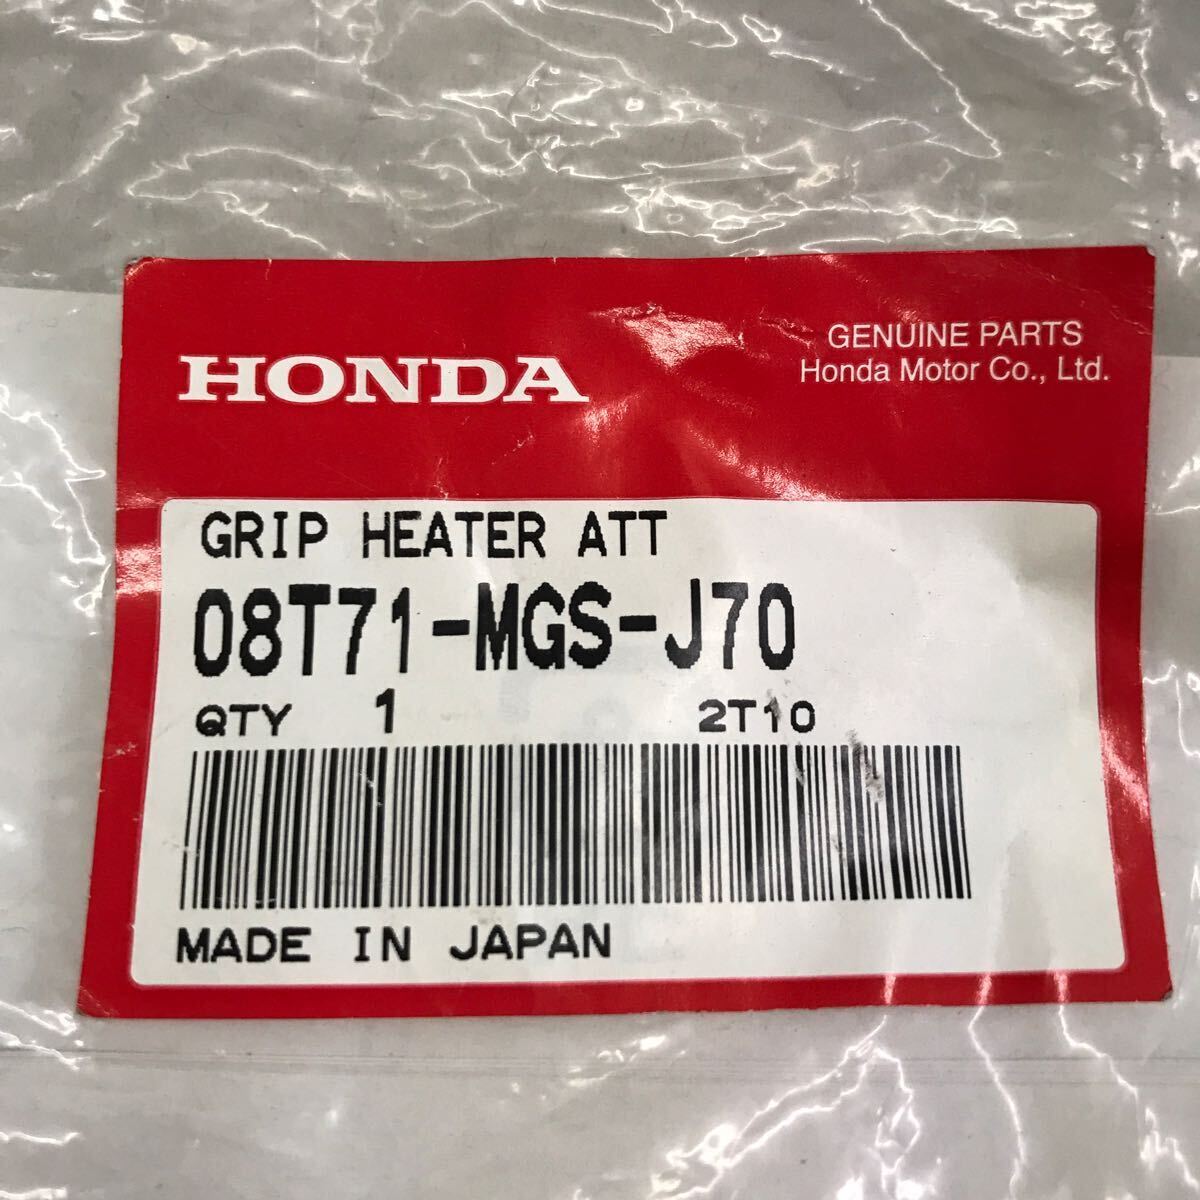 HONDA
GENUINE PARTS
Honda Motor Co., Ltd.
GRIP HEATER ATT
08T71-MGS-J70
QTY 1 2T10
MADE IN JAPAN